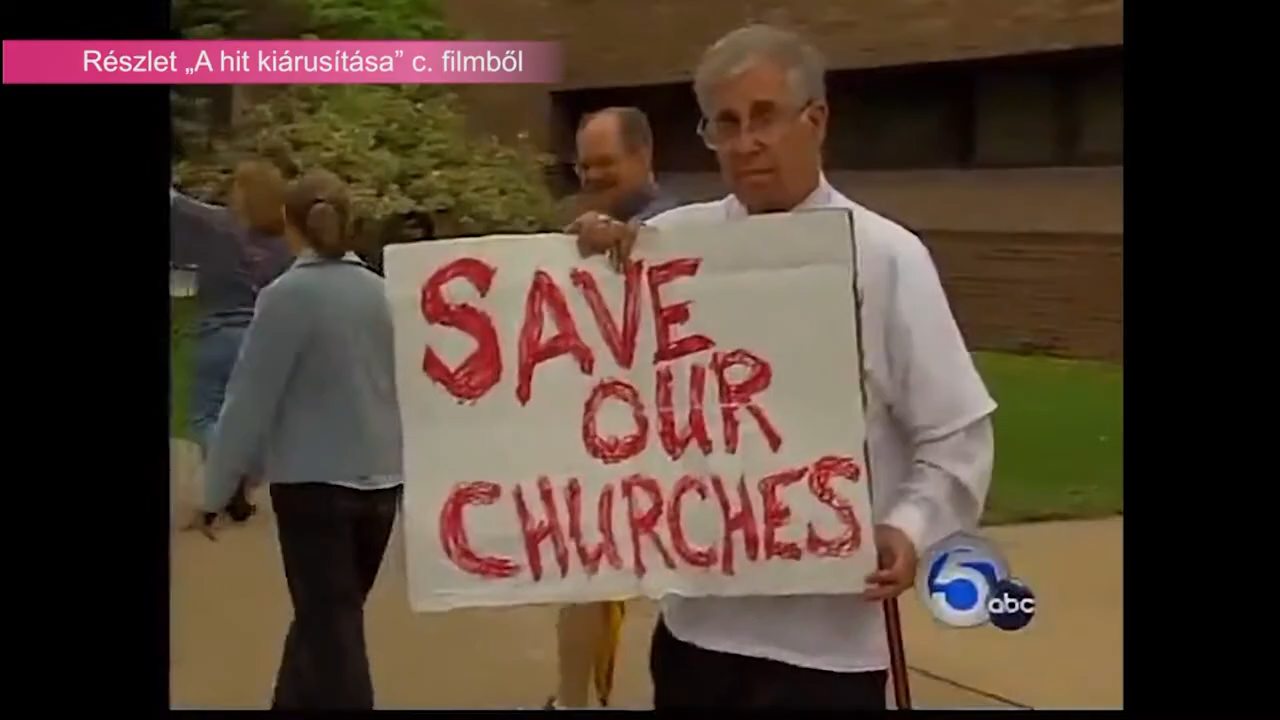 Részlet „A hit kiárusítása” c. filmből
SAVE
OUR
CHURCHES
5
abc